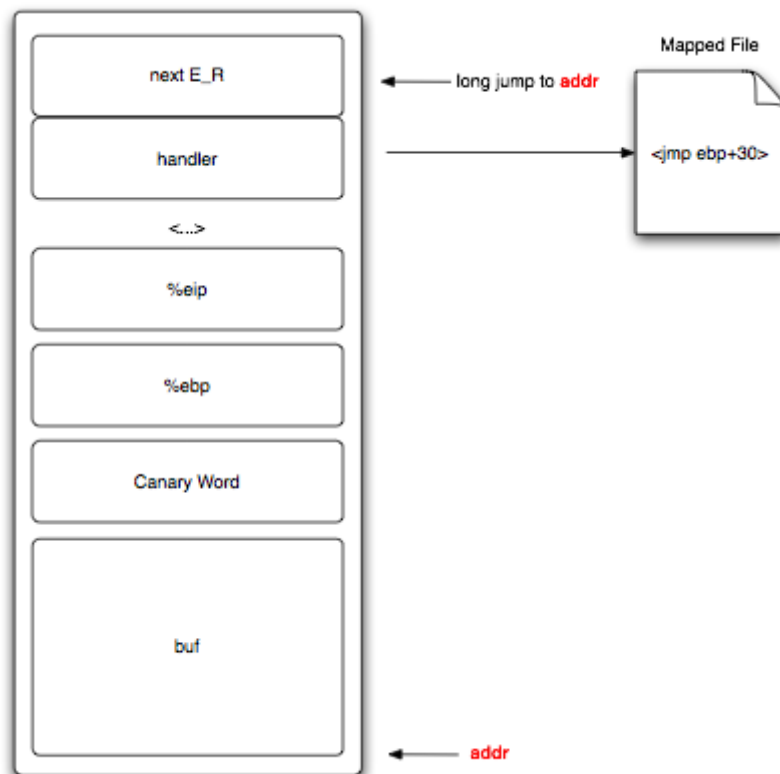 Mapped File
next E_R
long jump to addr
handler
<jmp ebp+30>
<...>
%eip
%ebp
Canary Word
buf
addr